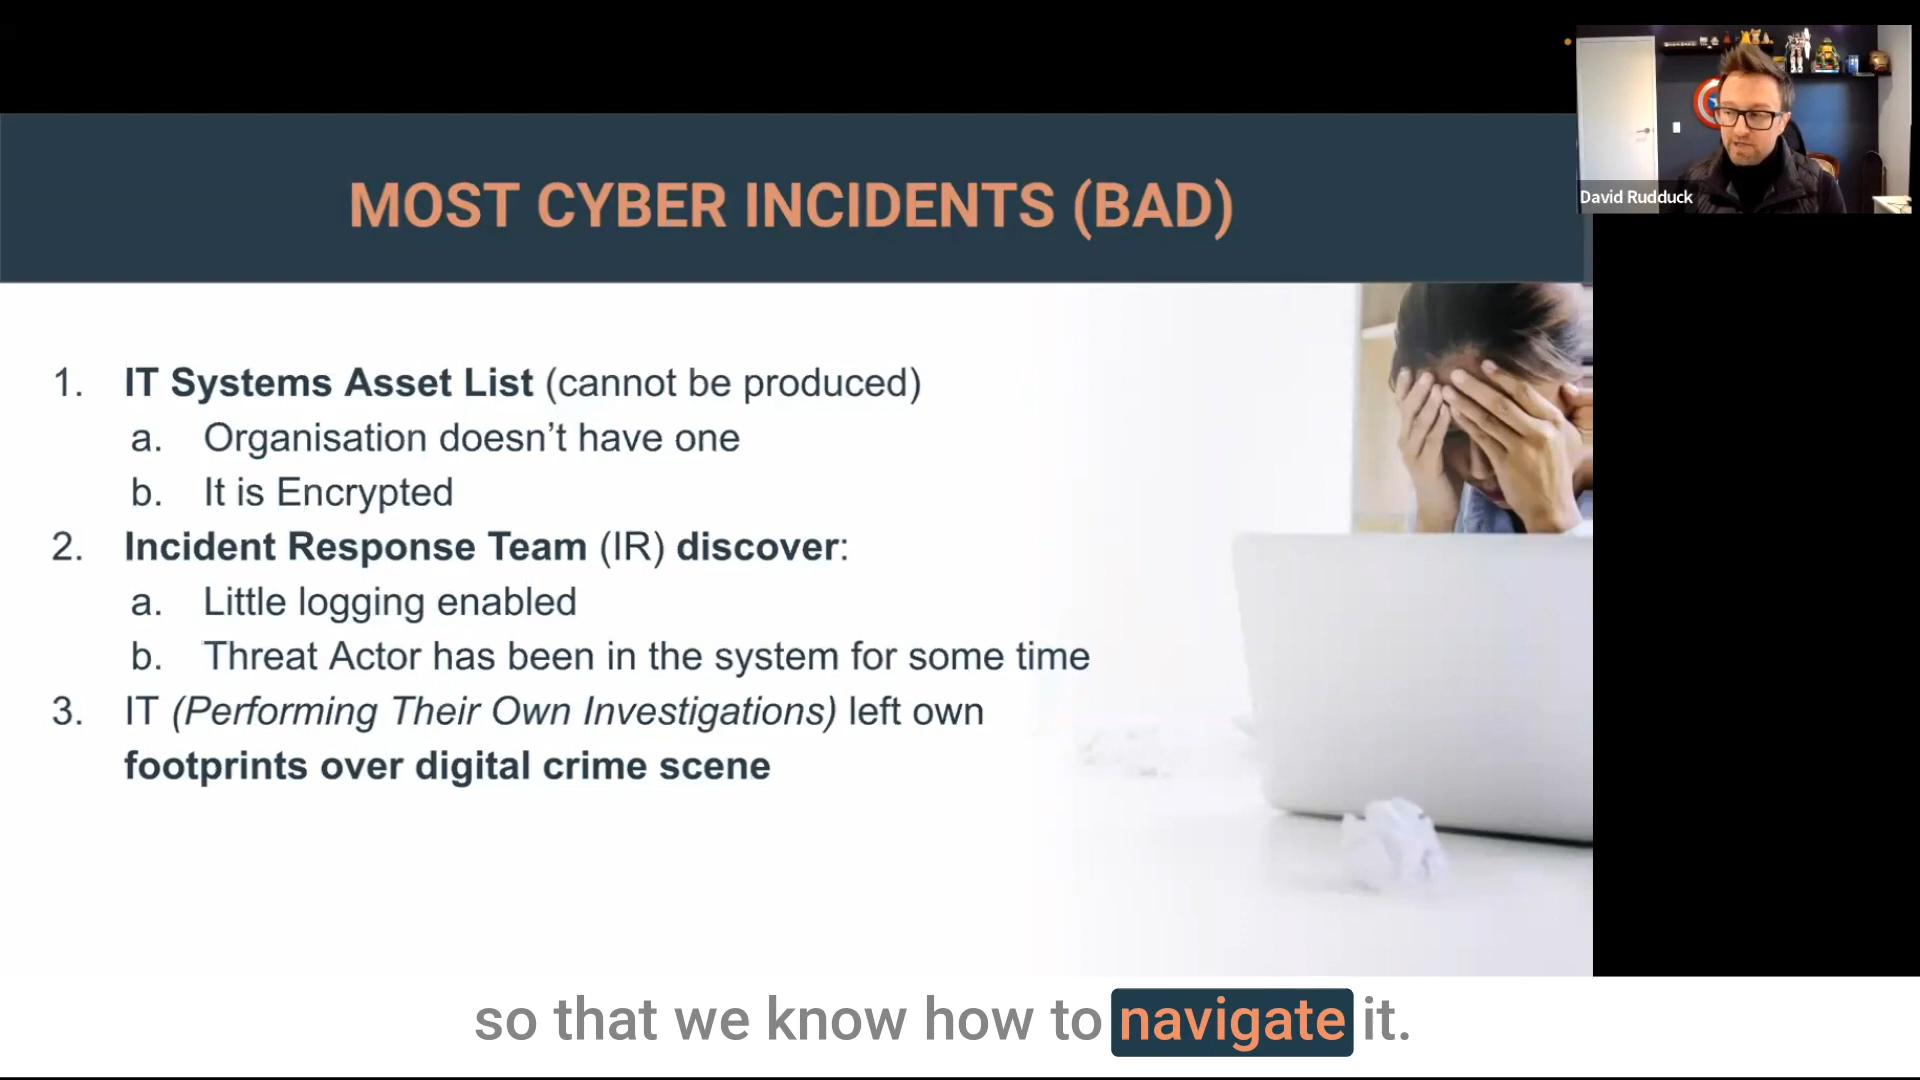 David Rudduck
MOST CYBER INCIDENTS (BAD)
1. IT Systems Asset List (cannot be produced)
a. Organisation doesn’t have one
b. It is Encrypted
2. Incident Response Team (IR) discover:
a. Little logging enabled
b. Threat Actor has been in the system for some time
3. IT (Performing Their Own Investigations) left own
footprints over digital crime scene
so that we know how to navigate it.